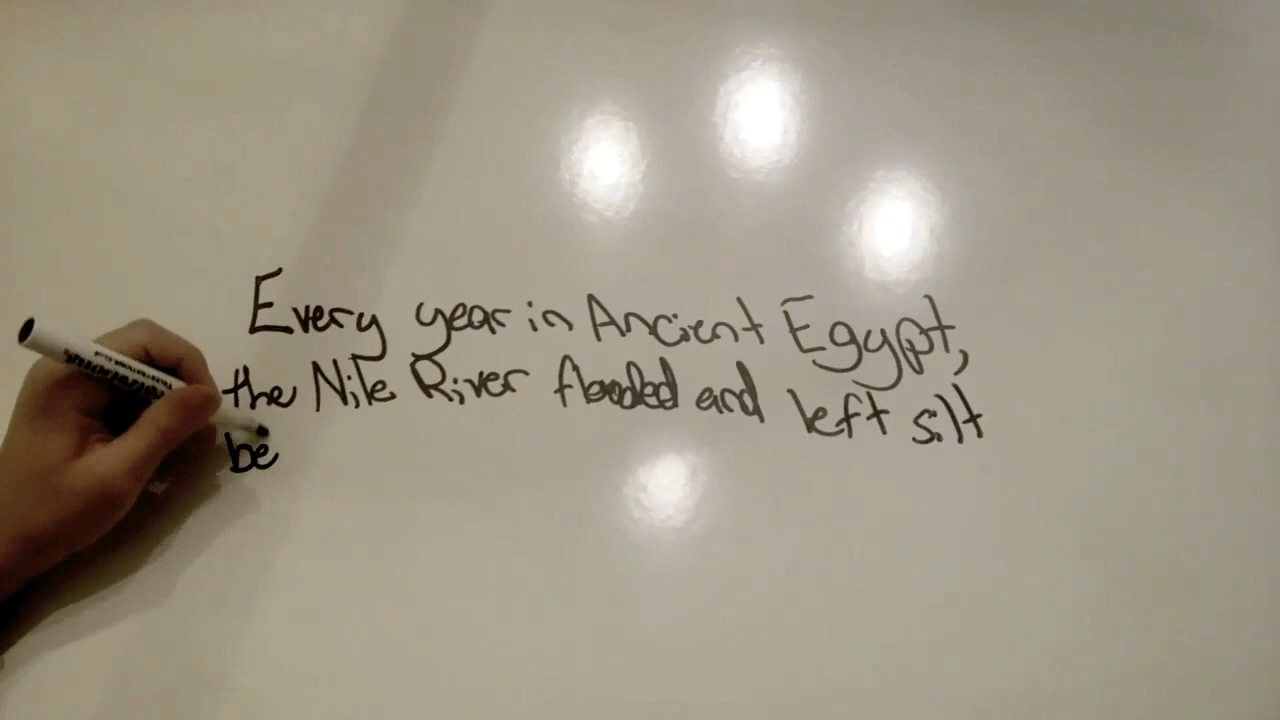 Every year in Ancient Egypt,
the Nile River flooded and left silt
be